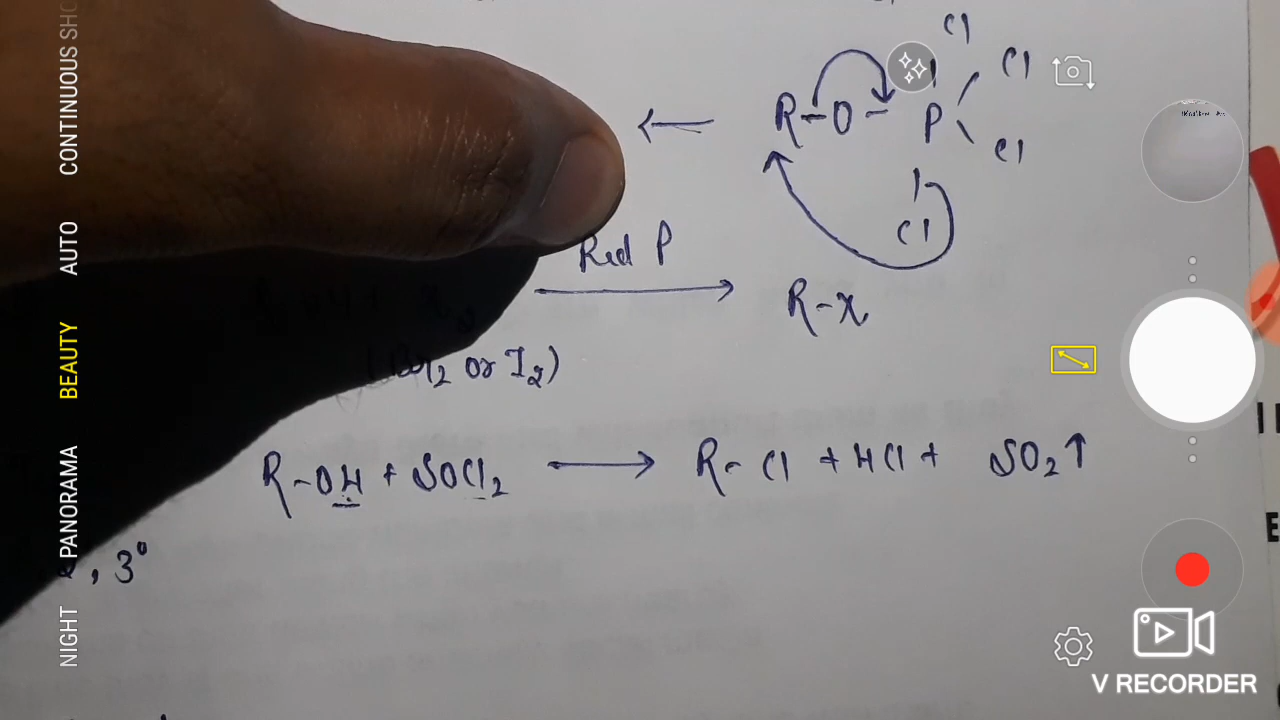 Cl
R-O-P Cl
Cl
Cl
←
Red P
→ R-X
(Br2 or I2)
R-OH + SOCl2 → R-Cl + HCl + SO2↑
, 3°
NIGHT PANORAMA BEAUTY AUTO CONTINUOUS SHO
V RECORDER